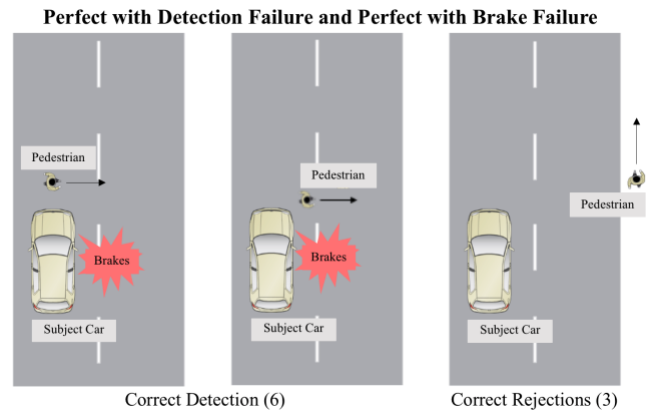 Perfect with Detection Failure and Perfect with Brake Failure
Pedestrian
Brakes
Subject Car
Pedestrian
Brakes
Subject Car
Pedestrian
Subject Car
Correct Detection (6)
Correct Rejections (3)